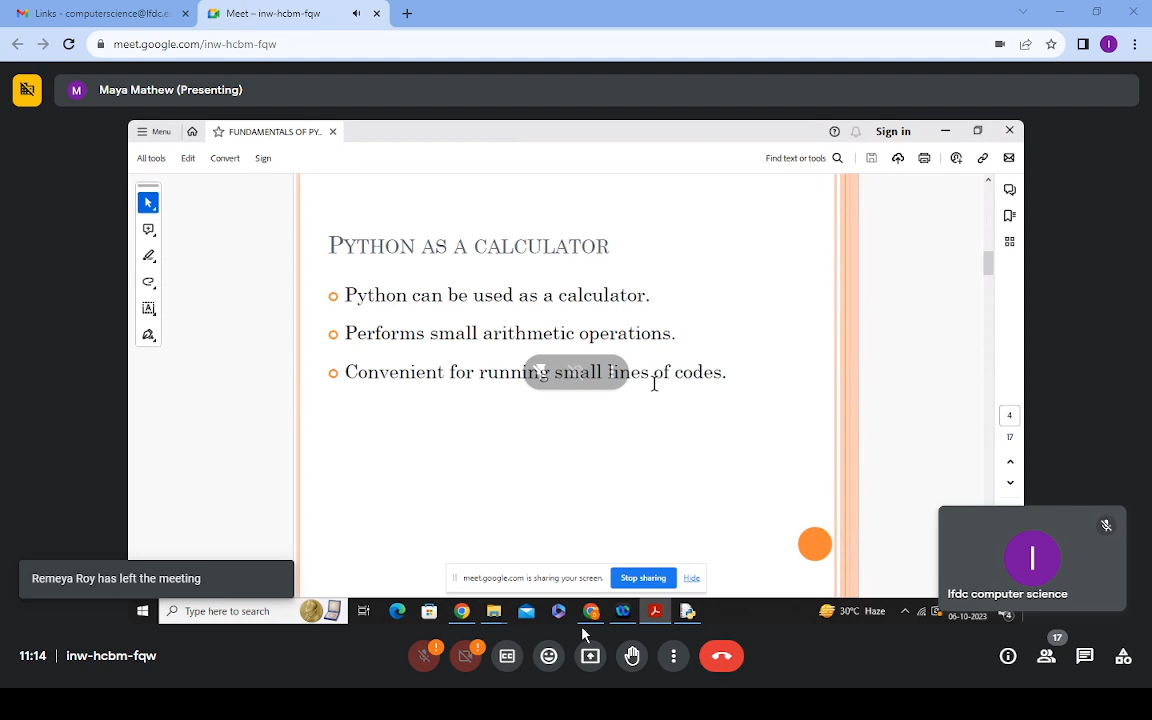 Links - computerscience@lfdc.e
Meet – inw-hcbm-fqw
meet.google.com/inw-hcbm-fqw
I
M
Maya Mathew (Presenting)
Menu
FUNDAMENTALS OF PY...
Sign in
All tools
Edit
Convert
Sign
Find text or tools
PYTHON AS A CALCULATOR
Python can be used as a calculator.
Performs small arithmetic operations.
Convenient for running small lines of codes.
4
17
I
lfdc computer science
Remeya Roy has left the meeting
meet.google.com is sharing your screen.
Stop sharing
Hide
Type here to search
30°C Haze
06-10-2023
4
11:14
inw-hcbm-fqw
17